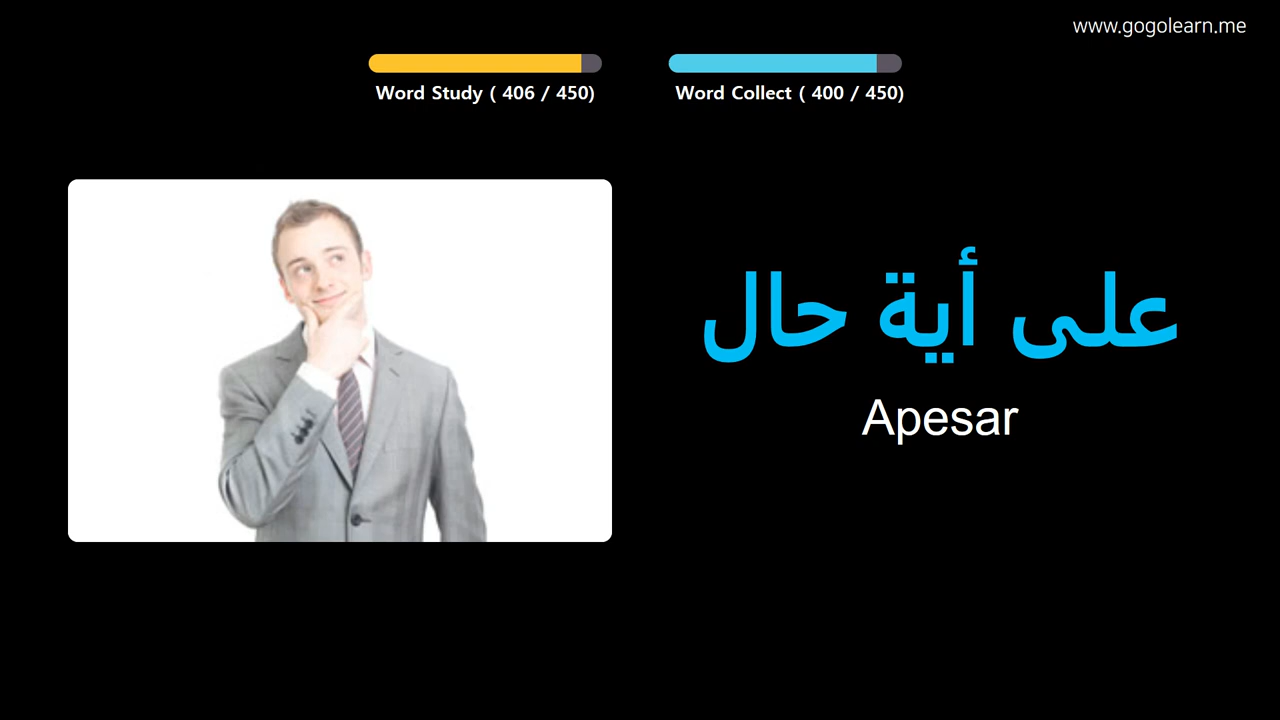 www.gogolearn.me
Word Study ( 406 / 450)
Word Collect ( 400 / 450)
على أية حال
Apesar